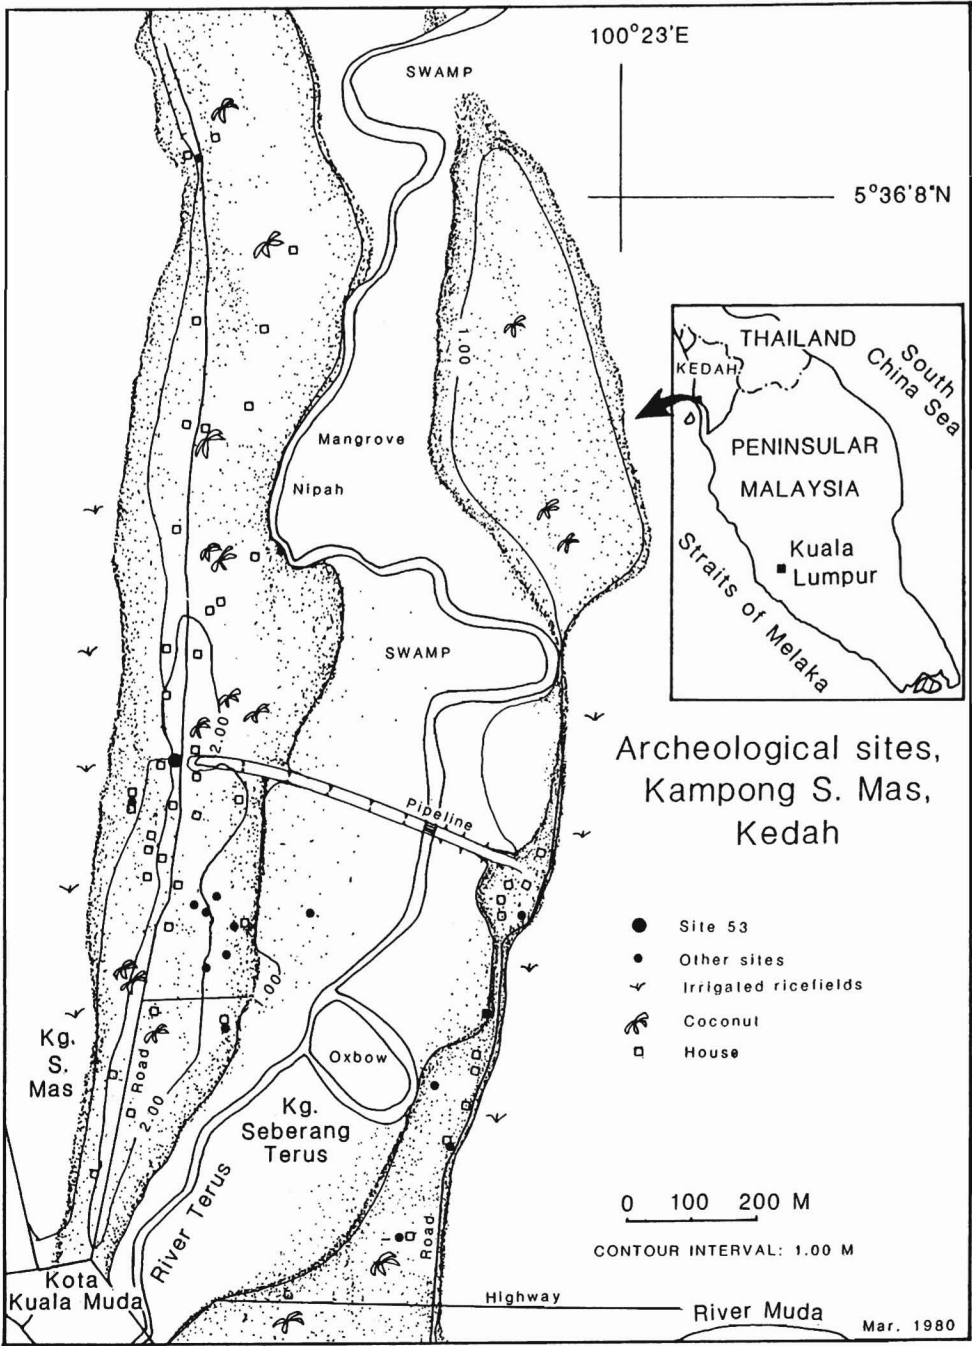 100°23'E
SWAMP
5°36'8"N
1.00
THAILAND
KEDAH
South
China Sea
PENINSULAR
MALAYSIA
Kuala
Lumpur
Straits of Melaka
Mangrove
Nipah
SWAMP
2.00
Pipeline
Archeological sites,
Kampong S. Mas,
Kedah
Site 53
Other sites
Irrigated ricefields
Coconut
House
1.00
Kg.
S.
Mas
Road
2.00
Oxbow
Kg.
Seberang
Terus
River Terus
Road
0 100 200 M
CONTOUR INTERVAL: 1.00 M
Kota
Kuala Muda
Highway
River Muda
Mar. 1980